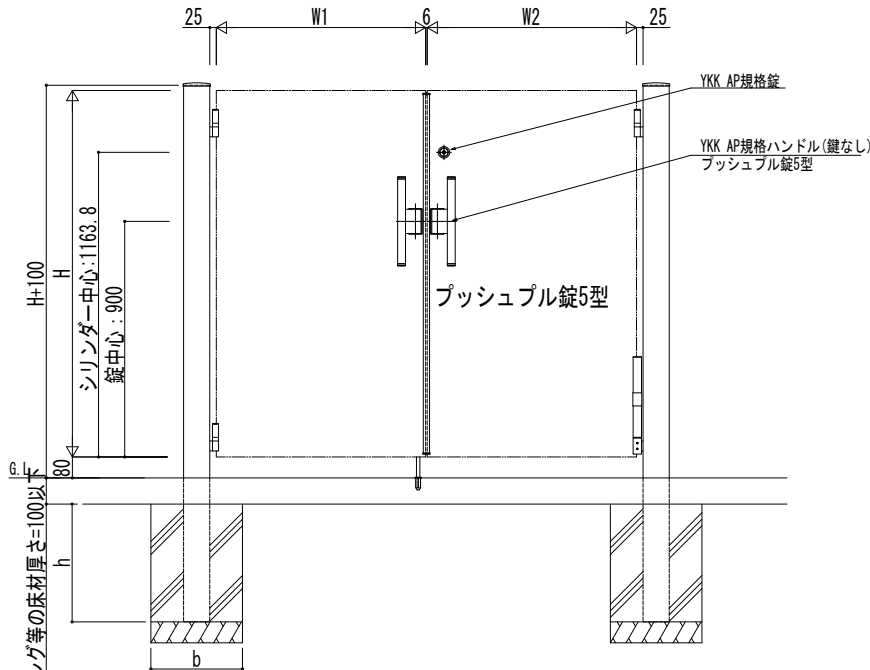 25 W1 6 W2 25
YKK AP規格錠
YKK AP規格ハンドル(鍵なし)
プッシュプル錠5型
プッシュプル錠5型
H+100
H
シリンダー中心:1163.8
錠中心:900
G.L
80
ング等の床材厚さ=100以下
h
b